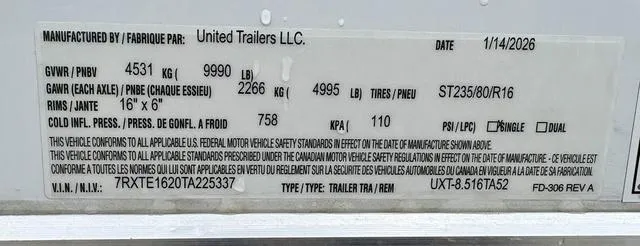 MANUFACTURED BY / FABRIQUE PAR: United Trailers LLC. DATE 1/14/2026
GVWR / PNBV 4531 KG ( 9990 LB)
GAWR (EACH AXLE) / PNBE (CHAQUE ESSIEU) 2266 KG ( 4995 LB) TIRES / PNEU ST235/80/R16
RIMS / JANTE 16" x 6"
COLD INFL. PRESS. / PRESS. DE GONFL. A FROID 758 KPA ( 110 PSI / LPC) ☒ SINGLE ☐ DUAL
THIS VEHICLE CONFORMS TO ALL APPLICABLE U.S. FEDERAL MOTOR VEHICLE SAFETY STANDARDS IN EFFECT ON THE DATE OF MANUFACTURE SHOWN ABOVE.
THIS VEHICLE CONFORMS TO ALL APPLICABLE STANDARDS PRESCRIBED UNDER THE CANADIAN MOTOR VEHICLE SAFETY REGULATIONS IN EFFECT ON THE DATE OF MANUFACTURE - CE VEHICULE EST
CONFORME A TOUTES LES NORMES QUI LUI SONT APPLICABLES EN VERTU DU REGLEMENT SUR LA SECURITE DES VEHICULES AUTOMOBILES DU CANADA EN VIGUEUR A LA DATE DE SA FABRICATION.
V.I.N. / N.I.V.: 7RXTE1620TA225337 TYPE / TYPE: TRAILER TRA / REM UXT-8.516TA52 FD-306 REV A